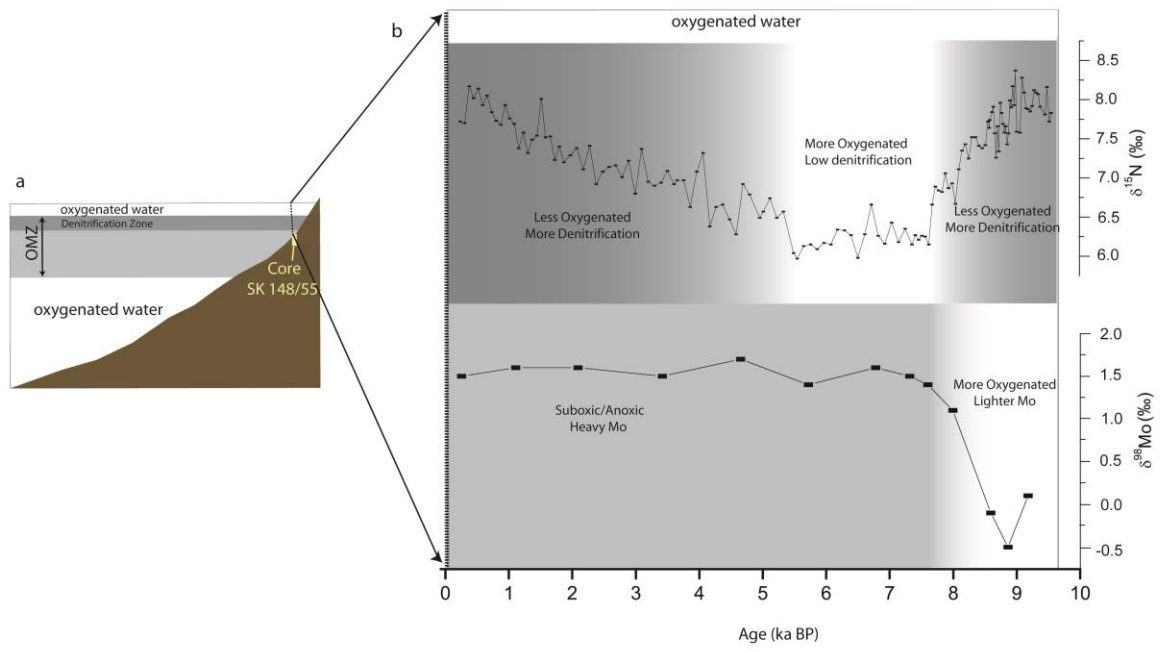 a
oxygenated water
Denitrification Zone
OMZ
Core
SK 148/55
oxygenated water
b
oxygenated water
More Oxygenated
Low denitrification
Less Oxygenated
More Denitrification
Less Oxygenated
More Denitrification
8.5
8.0
7.5
7.0
6.5
6.0
δ¹⁵N (‰)
Suboxic/Anoxic
Heavy Mo
More Oxygenated
Lighter Mo
2.0
1.5
1.0
0.5
0.0
-0.5
δ⁹⁸Mo (‰)
0 1 2 3 4 5 6 7 8 9 10
Age (ka BP)